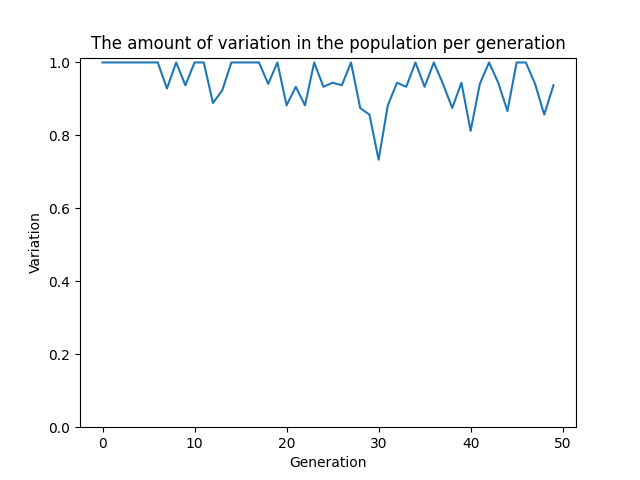 The amount of variation in the population per generation
1.0
0.8
0.6
0.4
0.2
0.0
Variation
0 10 20 30 40 50
Generation